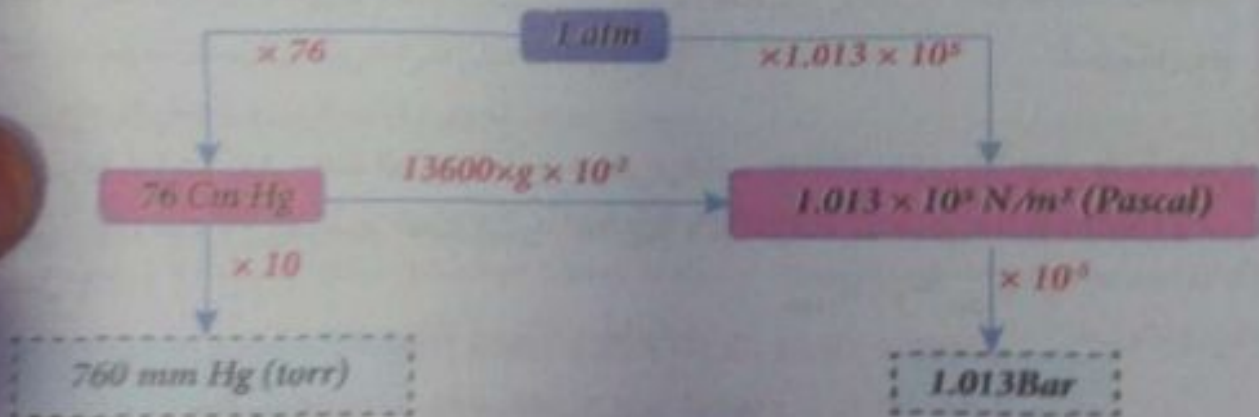 1 atm
× 76
×1.013 × 10⁵
13600×g × 10⁻²
76 Cm Hg
1.013 × 10⁵ N/m² (Pascal)
× 10
× 10⁻⁵
760 mm Hg (torr)
1.013Bar